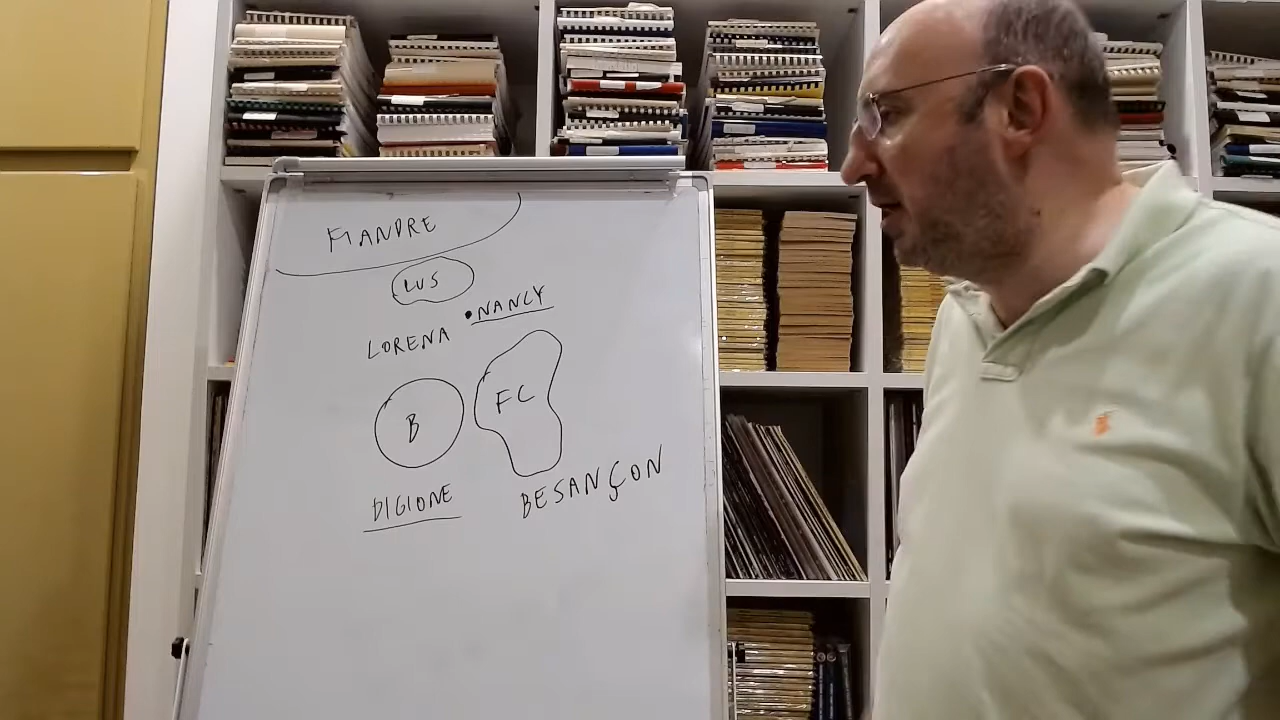 FIANDRE
LUS
NANCY
LORENA
FC
B
DIGIONE
BESANÇON